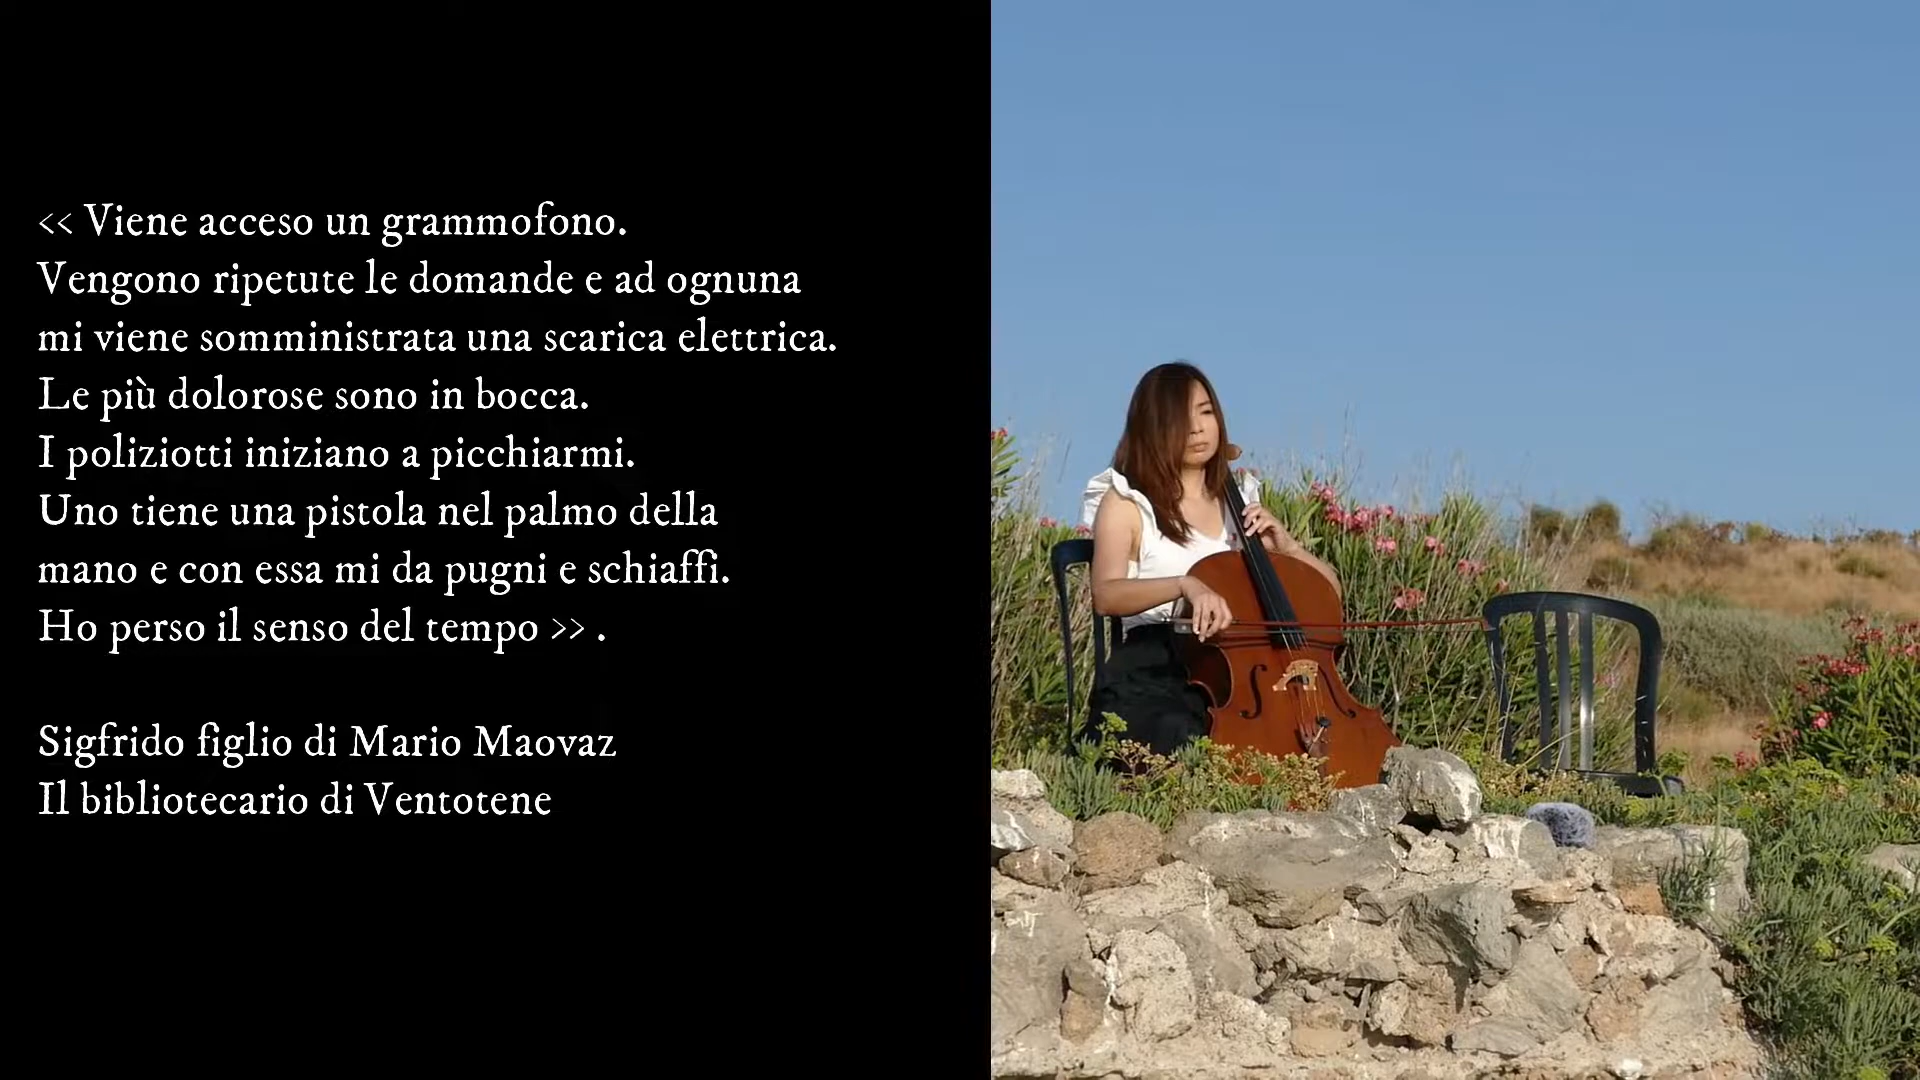 << Viene acceso un grammofono.
Vengono ripetute le domande e ad ognuna
mi viene somministrata una scarica elettrica.
Le più dolorose sono in bocca.
I poliziotti iniziano a picchiarmi.
Uno tiene una pistola nel palmo della
mano e con essa mi da pugni e schiaffi.
Ho perso il senso del tempo >> .
Sigfrido figlio di Mario Maovaz
Il bibliotecario di Ventotene